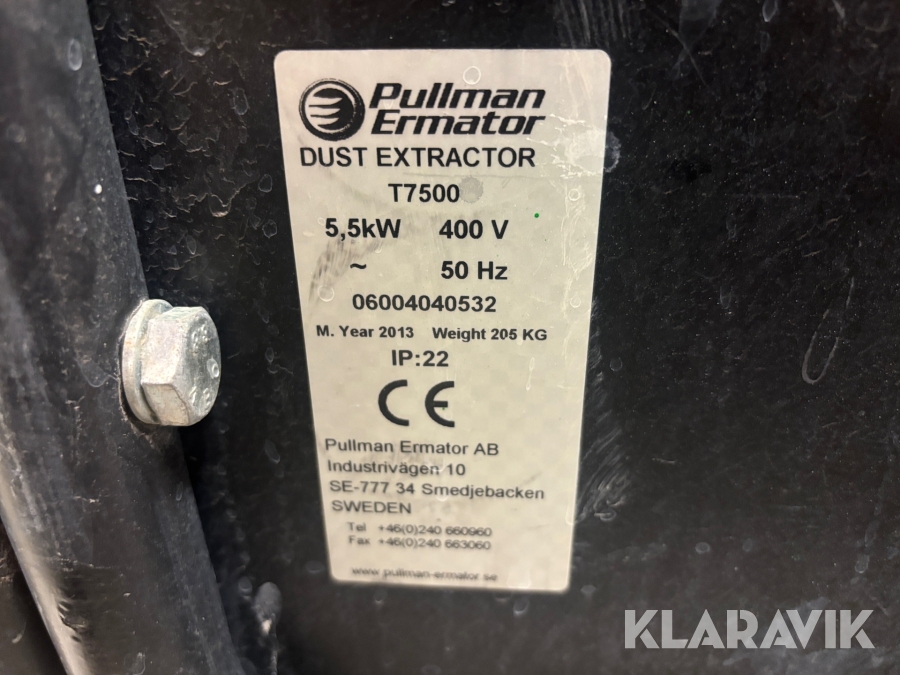 Pullman
Ermator
DUST EXTRACTOR
T7500
5,5kW 400 V
~ 50 Hz
06004040532
M. Year 2013 Weight 205 KG
IP:22
CE
Pullman Ermator AB
Industrivägen 10
SE-777 34 Smedjebacken
SWEDEN
Tel +46(0)240 660960
Fax +46(0)240 663060
www.pullman-ermator.se
KLARAVIK